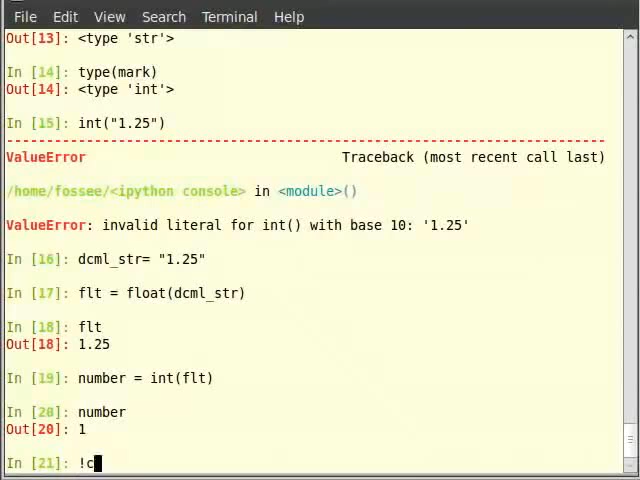 File Edit View Search Terminal Help
Out[13]: <type 'str'>
In [14]: type(mark)
Out[14]: <type 'int'>
In [15]: int("1.25")
---------------------------------------------------------------------------
ValueError                                Traceback (most recent call last)
/home/fossee/<ipython console> in <module>()
ValueError: invalid literal for int() with base 10: '1.25'
In [16]: dcml_str= "1.25"
In [17]: flt = float(dcml_str)
In [18]: flt
Out[18]: 1.25
In [19]: number = int(flt)
In [20]: number
Out[20]: 1
In [21]: !c